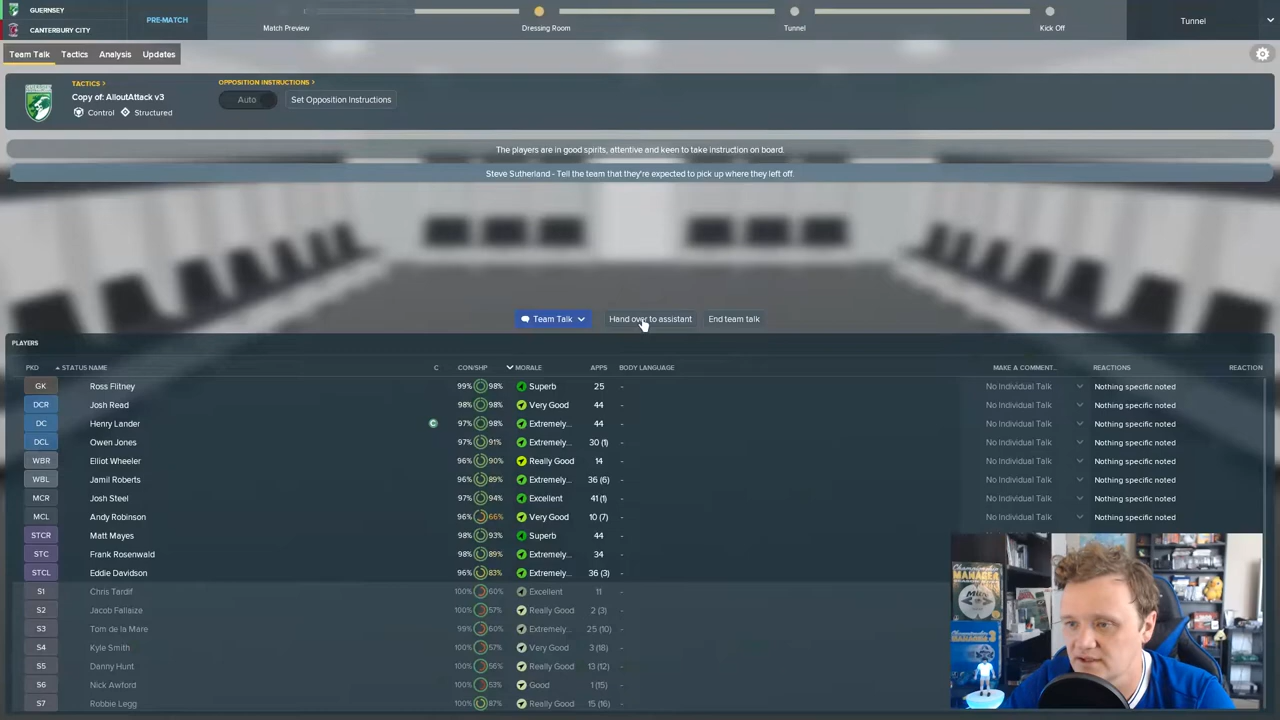 GUERNSEY
CANTERBURY CITY
PRE-MATCH
Match Preview
Dressing Room
Tunnel
Kick Off
Tunnel
Team Talk Tactics Analysis Updates
TACTICS >
Copy of: AlloutAttack v3
Control Structured
OPPOSITION INSTRUCTIONS >
Auto Set Opposition Instructions
The players are in good spirits, attentive and keen to take instruction on board.
Steve Sutherland - Tell the team that they're expected to pick up where they left off.
Team Talk Hand over to assistant End team talk
PLAYERS
PKD STATUS NAME C CON/SHP MORALE APPS BODY LANGUAGE MAKE A COMMENT... REACTIONS REACTION
GK Ross Flitney 99% 98% Superb 25 - No Individual Talk Nothing specific noted
DCR Josh Read 98% 98% Very Good 44 - No Individual Talk Nothing specific noted
DC Henry Lander C 97% 98% Extremely... 44 - No Individual Talk Nothing specific noted
DCL Owen Jones 97% 91% Extremely... 30 (1) - No Individual Talk Nothing specific noted
WBR Elliot Wheeler 96% 90% Really Good 14 - No Individual Talk Nothing specific noted
WBL Jamil Roberts 96% 89% Extremely... 36 (6) - No Individual Talk Nothing specific noted
MCR Josh Steel 97% 94% Excellent 41 (1) - No Individual Talk Nothing specific noted
MCL Andy Robinson 96% 66% Very Good 10 (7) - No Individual Talk Nothing specific noted
STCR Matt Mayes 98% 93% Superb 44 -
STC Frank Rosenwald 98% 89% Extremely... 34 -
STCL Eddie Davidson 96% 83% Extremely... 36 (3) -
S1 Chris Tardif 100% 60% Excellent 11 -
S2 Jacob Fallaize 100% 57% Really Good 2 (3) -
S3 Tom de la Mare 99% 60% Extremely... 25 (10) -
S4 Kyle Smith 100% 57% Very Good 3 (18) -
S5 Danny Hunt 100% 56% Really Good 13 (12) -
S6 Nick Awford 100% 53% Good 1 (15) -
S7 Robbie Legg 100% 87% Really Good 15 (16) -
Championship
MANAGER
Championship
MANAGER 3